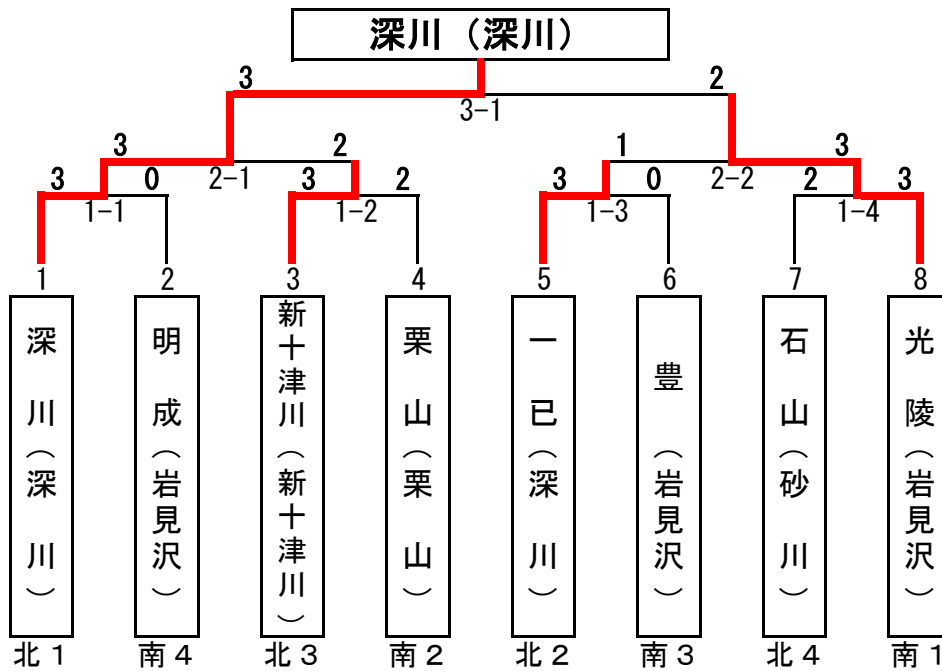 深川（深川）
3 2
3-1
3 2 1 3
2-1 2-2
3 0 3 2 3 0 2 3
1-1 1-2 1-3 1-4
1 2 3 4 5 6 7 8
深川（深川）
明成（岩見沢）
新十津川（新十津川）
栗山（栗山）
一已（深川）
豊（岩見沢）
石山（砂川）
光陵（岩見沢）
北1 南4 北3 南2 北2 南3 北4 南1